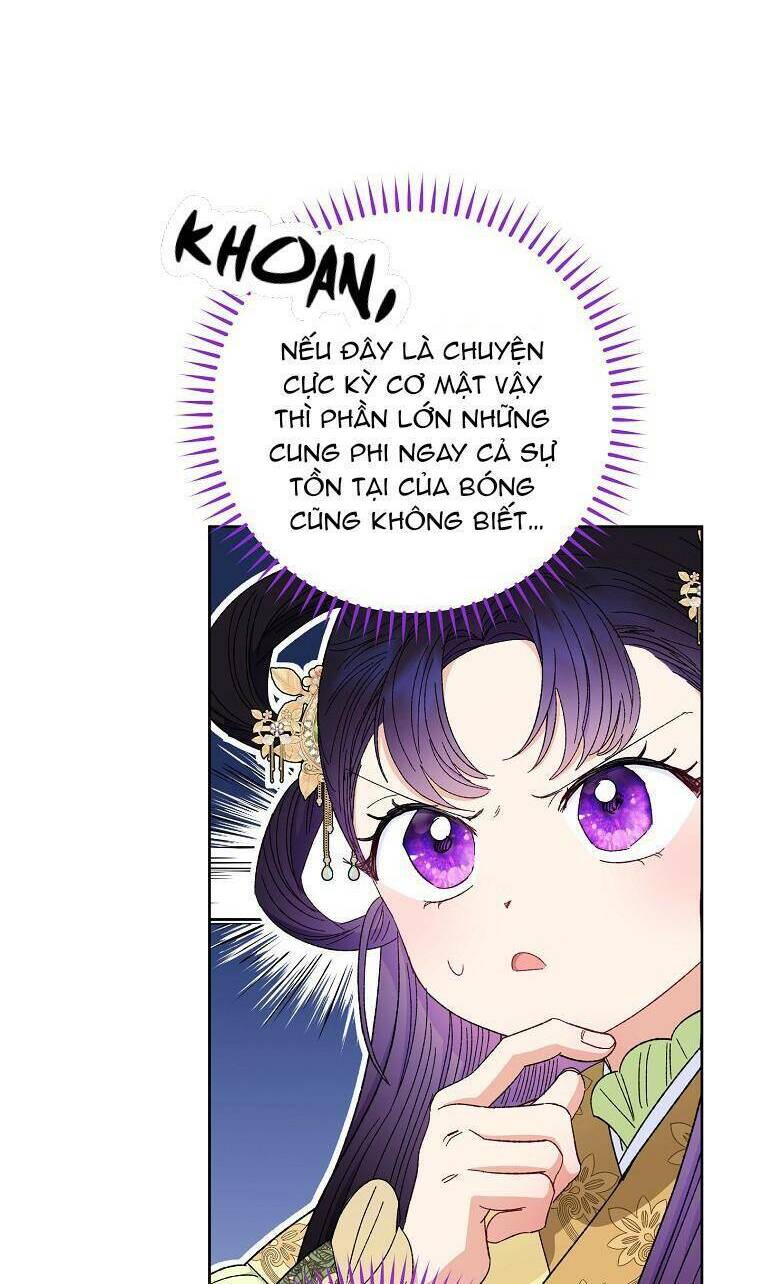 KHOAN,
NẾU ĐÂY LÀ CHUYỆN
CỰC KỲ CƠ MẬT VẬY
THÌ PHẦN LỚN NHỮNG
CUNG PHI NGAY CẢ SỰ
TỒN TẠI CỦA BÓNG
CŨNG KHÔNG BIẾT...